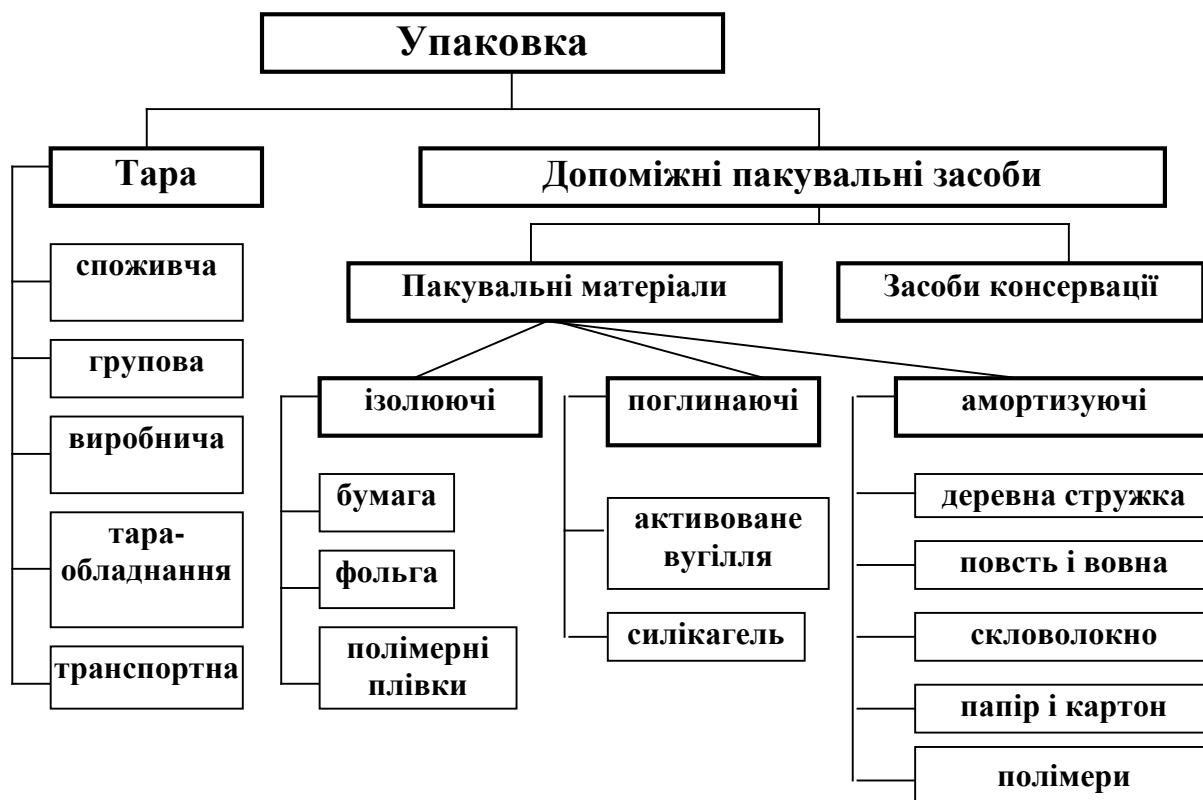 Упаковка
Тара
Допоміжні пакувальні засоби
споживча
групова
виробнича
тара-
обладнання
транспортна
Пакувальні матеріали
Засоби консервації
ізолюючі
бумага
фольга
полімерні
плівки
поглинаючі
активоване
вугілля
силікагель
амортизуючі
деревна стружка
повсть і вовна
скловолокно
папір і картон
полімери